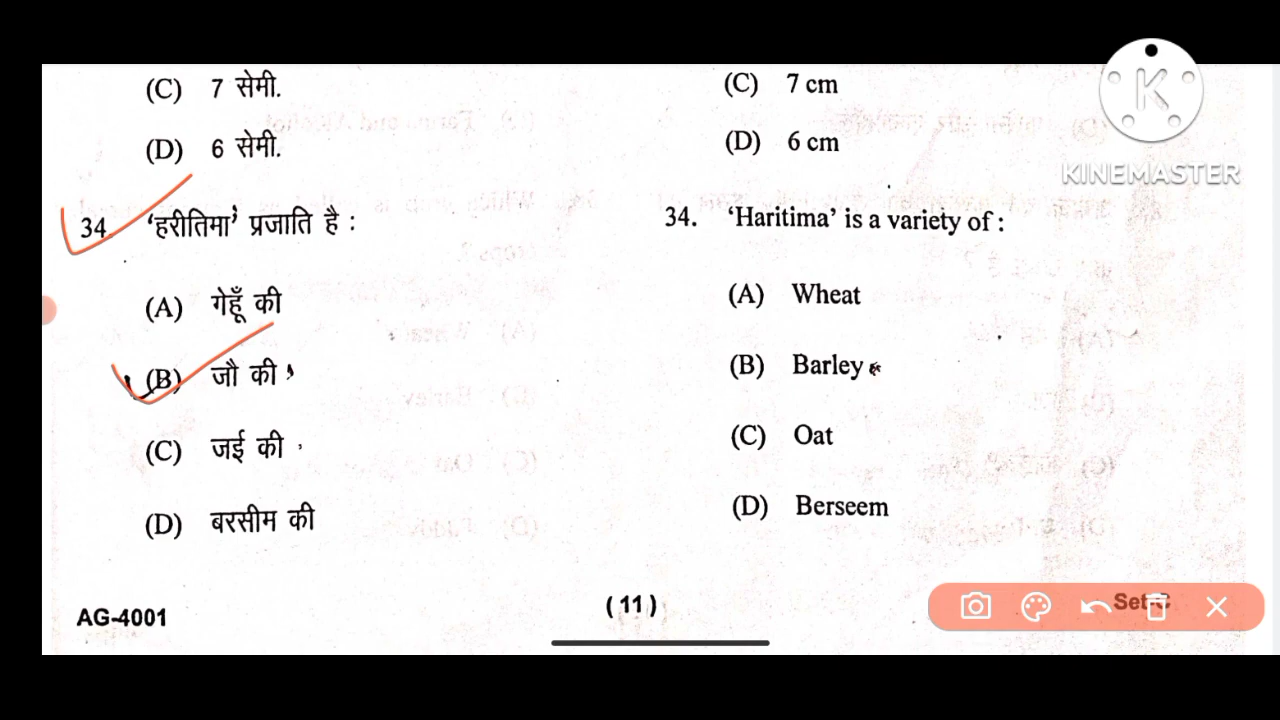 (C) 7 सेमी.
(D) 6 सेमी.
34. 'हरीतिमा' प्रजाति है :
(A) गेहूँ की
(B) जौ की
(C) जई की
(D) बरसीम की
(C) 7 cm
(D) 6 cm
34. 'Haritima' is a variety of :
(A) Wheat
(B) Barley
(C) Oat
(D) Berseem
AG-4001
( 11 )
Set-C
K
KINEMASTER